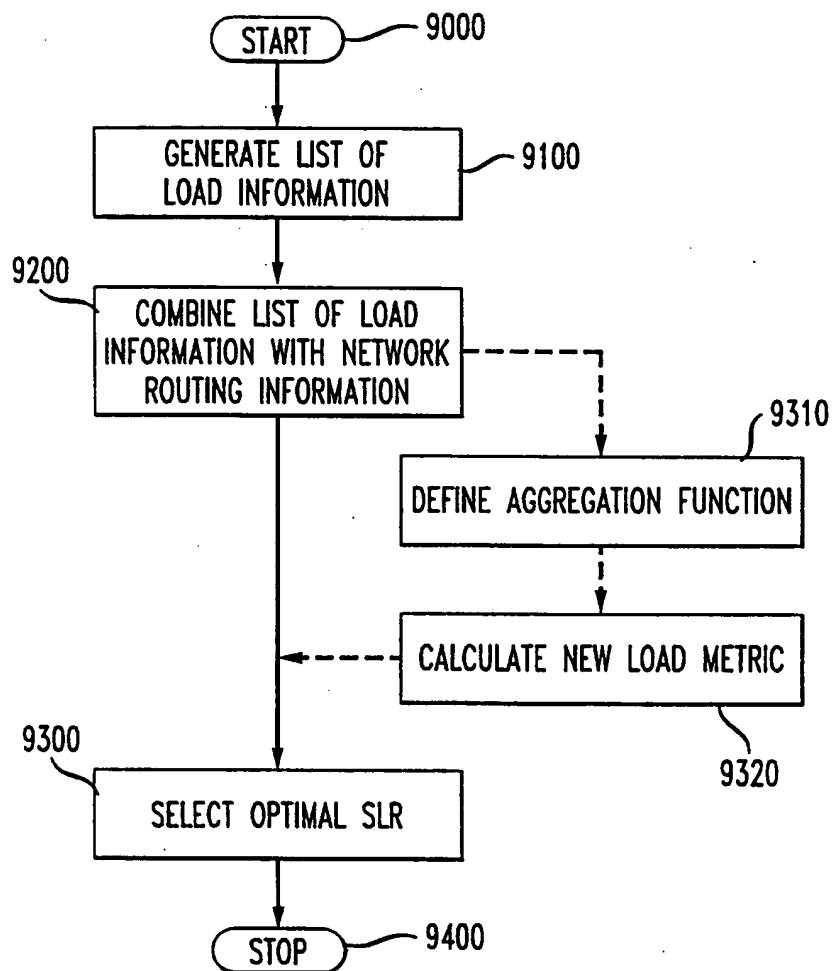 START
9000
GENERATE LIST OF
LOAD INFORMATION
9100
9200
COMBINE LIST OF LOAD
INFORMATION WITH NETWORK
ROUTING INFORMATION
9310
DEFINE AGGREGATION FUNCTION
CALCULATE NEW LOAD METRIC
9320
9300
SELECT OPTIMAL SLR
STOP
9400